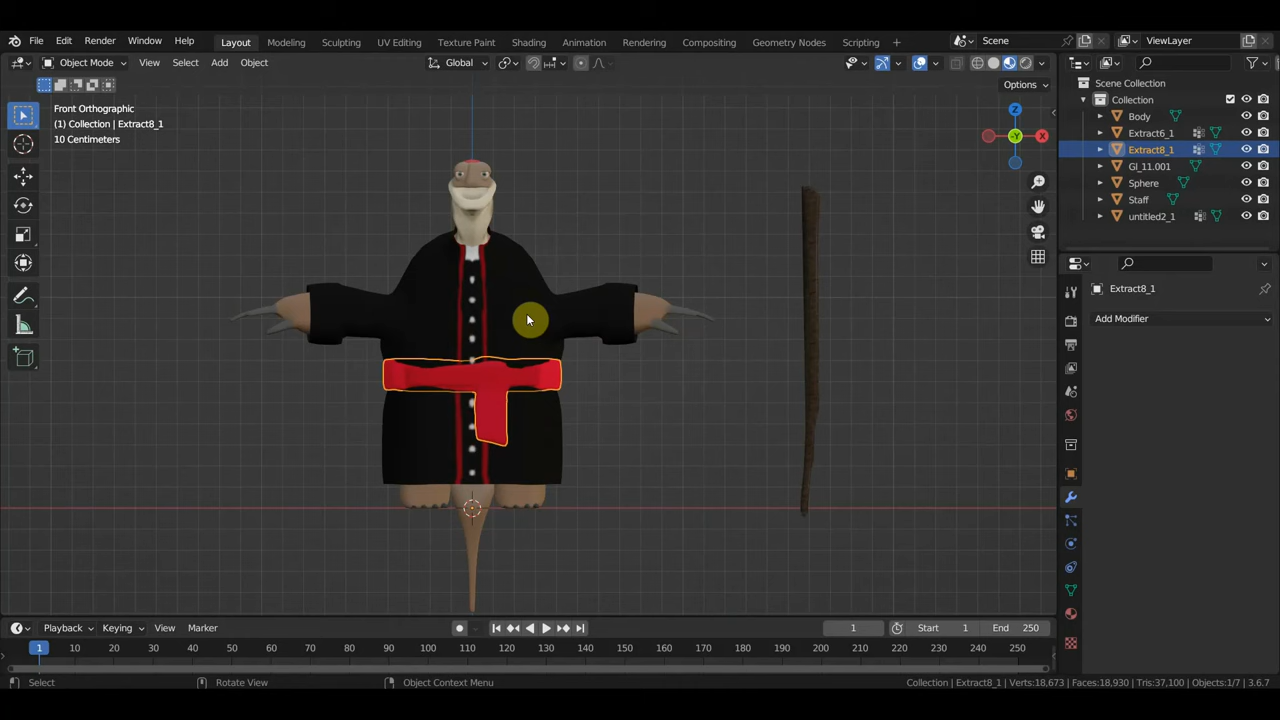 File Edit Render Window Help Layout Modeling Sculpting UV Editing Texture Paint Shading Animation Rendering Compositing Geometry Nodes Scripting + Scene ViewLayer
Object Mode View Select Add Object Global
Options
Front Orthographic
(1) Collection | Extract8_1
10 Centimeters
Z
X
-Y
Scene Collection
Collection
Body
Extract6_1
Extract8_1
Gl_11.001
Sphere
Staff
untitled2_1
Extract8_1
Add Modifier
Playback Keying View Marker 1 Start 1 End 250
1 10 20 30 40 50 60 70 80 90 100 110 120 130 140 150 160 170 180 190 200 210 220 230 240 250
Select Rotate View Object Context Menu Collection | Extract8_1 | Verts:18,673 | Faces:18,930 | Tris:37,100 | Objects:1/7 | 3.6.7